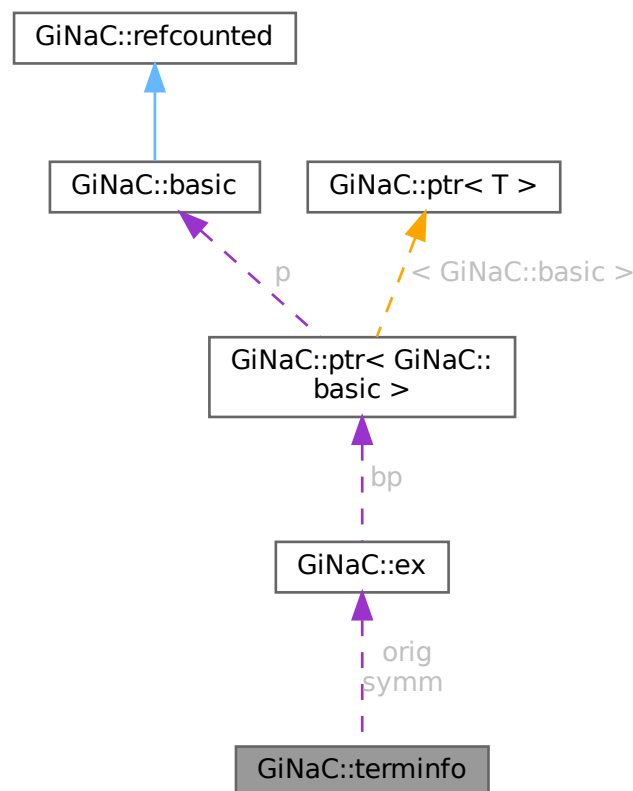 GiNaC::refcounted
GiNaC::basic
GiNaC::ptr< T >
p
< GiNaC::basic >
GiNaC::ptr< GiNaC::
basic >
bp
GiNaC::ex
orig
symm
GiNaC::terminfo